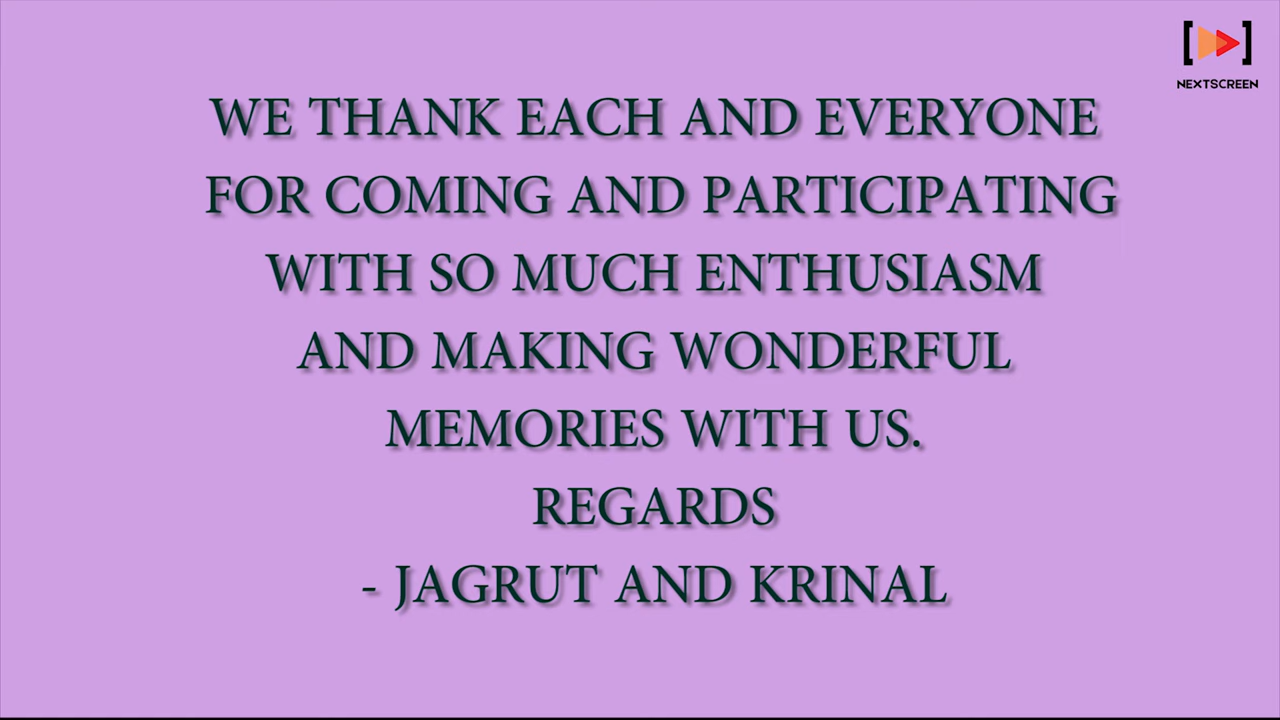 NEXTSCREEN
WE THANK EACH AND EVERYONE
FOR COMING AND PARTICIPATING
WITH SO MUCH ENTHUSIASM
AND MAKING WONDERFUL
MEMORIES WITH US.
REGARDS
- JAGRUT AND KRINAL